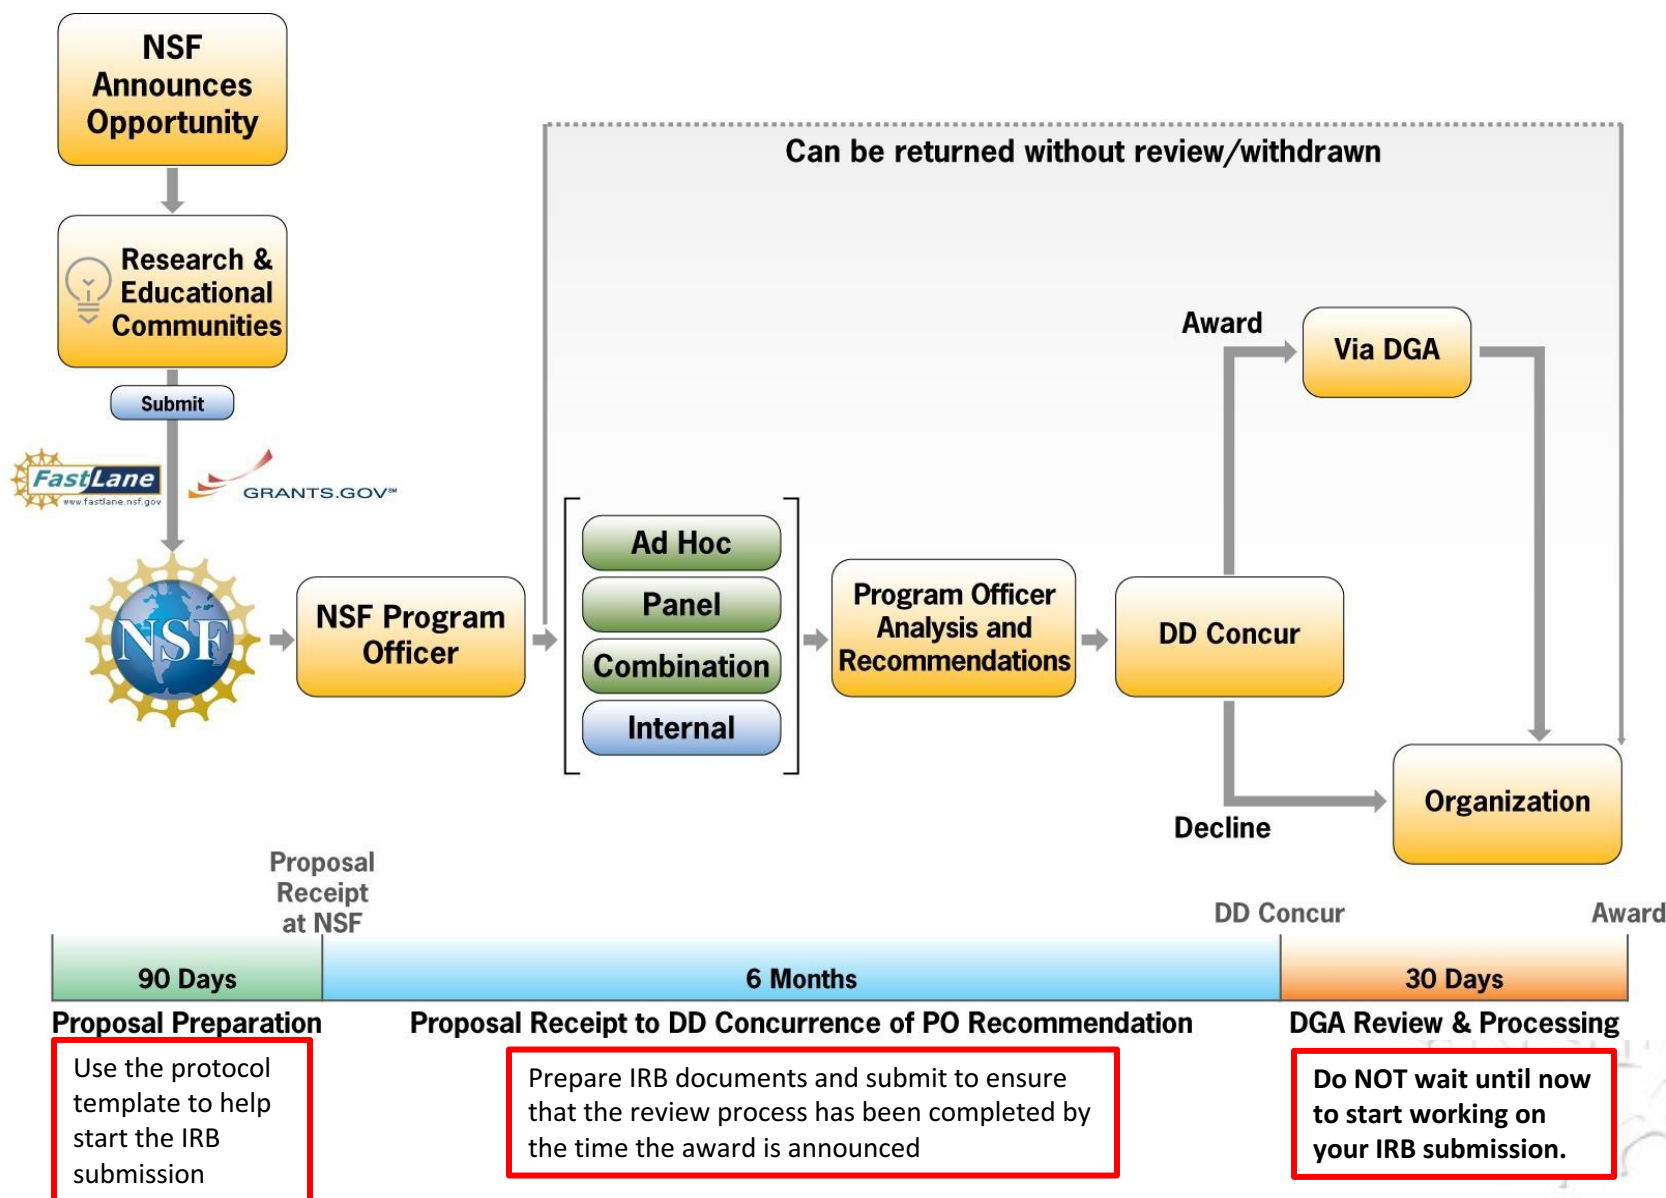 NSF
Announces
Opportunity
Can be returned without review/withdrawn
Research &
Educational
Communities
Submit
FastLane
www.fastlane.nsf.gov
GRANTS.GOV℠
Award
Via DGA
NSF
NSF Program
Officer
Ad Hoc
Panel
Combination
Internal
Program Officer
Analysis and
Recommendations
DD Concur
Decline
Organization
Proposal
Receipt
at NSF
DD Concur
Award
90 Days
6 Months
30 Days
Proposal Preparation
Proposal Receipt to DD Concurrence of PO Recommendation
DGA Review & Processing
Use the protocol
template to help
start the IRB
submission
Prepare IRB documents and submit to ensure
that the review process has been completed by
the time the award is announced
Do NOT wait until now
to start working on
your IRB submission.